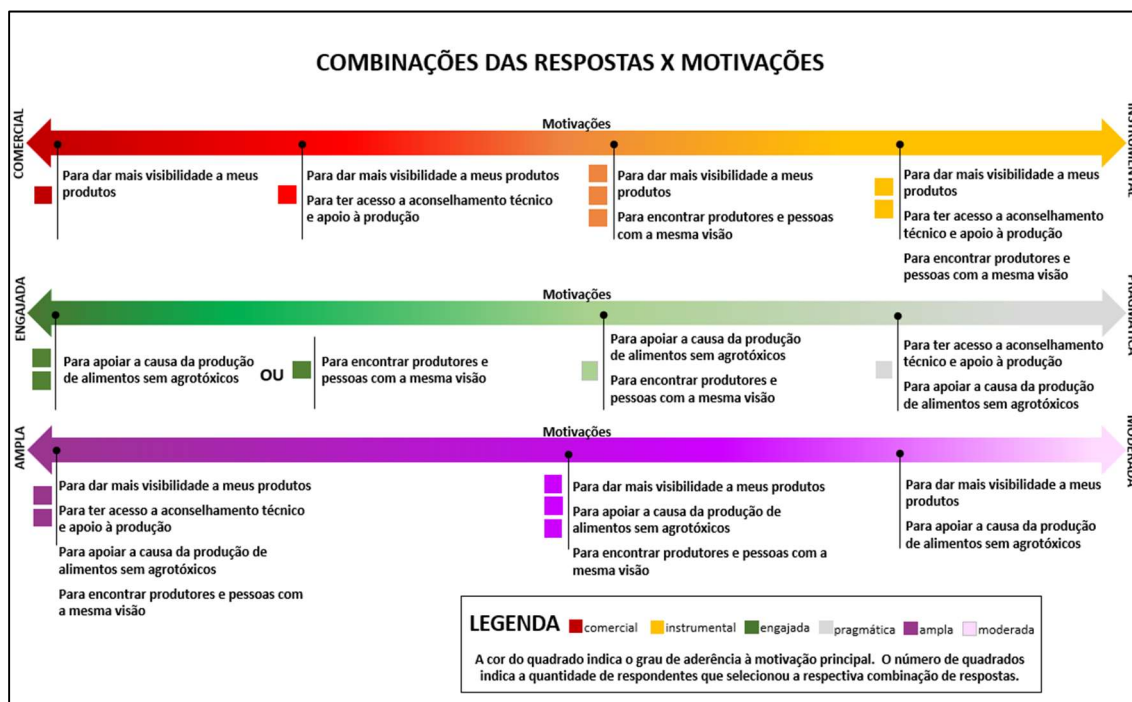 COMBINAÇÕES DAS RESPOSTAS X MOTIVAÇÕES
COMERCIAL
Motivações
INSTRUMENTAL
Para dar mais visibilidade a meus
produtos
Para dar mais visibilidade a meus produtos
Para ter acesso a aconselhamento técnico
e apoio à produção
Para dar mais visibilidade a meus
produtos
Para encontrar produtores e pessoas
com a mesma visão
Para dar mais visibilidade a meus
produtos
Para ter acesso a aconselhamento
técnico e apoio à produção
Para encontrar produtores e
pessoas com a mesma visão
ENGAJADA
Motivações
PRAGMÁTICA
Para apoiar a causa da produção
de alimentos sem agrotóxicos
OU
Para encontrar produtores e
pessoas com a mesma visão
Para apoiar a causa da produção
de alimentos sem agrotóxicos
Para encontrar produtores e
pessoas com a mesma visão
Para ter acesso a aconselhamento
técnico e apoio à produção
Para apoiar a causa da produção
de alimentos sem agrotóxicos
AMPLA
Motivações
MODERADA
Para dar mais visibilidade a meus produtos
Para ter acesso a aconselhamento técnico
e apoio à produção
Para apoiar a causa da produção de
alimentos sem agrotóxicos
Para encontrar produtores e pessoas com
a mesma visão
Para dar mais visibilidade a meus produtos
Para apoiar a causa da produção de
alimentos sem agrotóxicos
Para encontrar produtores e pessoas com a
mesma visão
Para dar mais visibilidade a meus
produtos
Para apoiar a causa da produção
de alimentos sem agrotóxicos
LEGENDA comercial instrumental engajada pragmática ampla moderada
A cor do quadrado indica o grau de aderência à motivação principal. O número de quadrados
indica a quantidade de respondentes que selecionou a respectiva combinação de respostas.